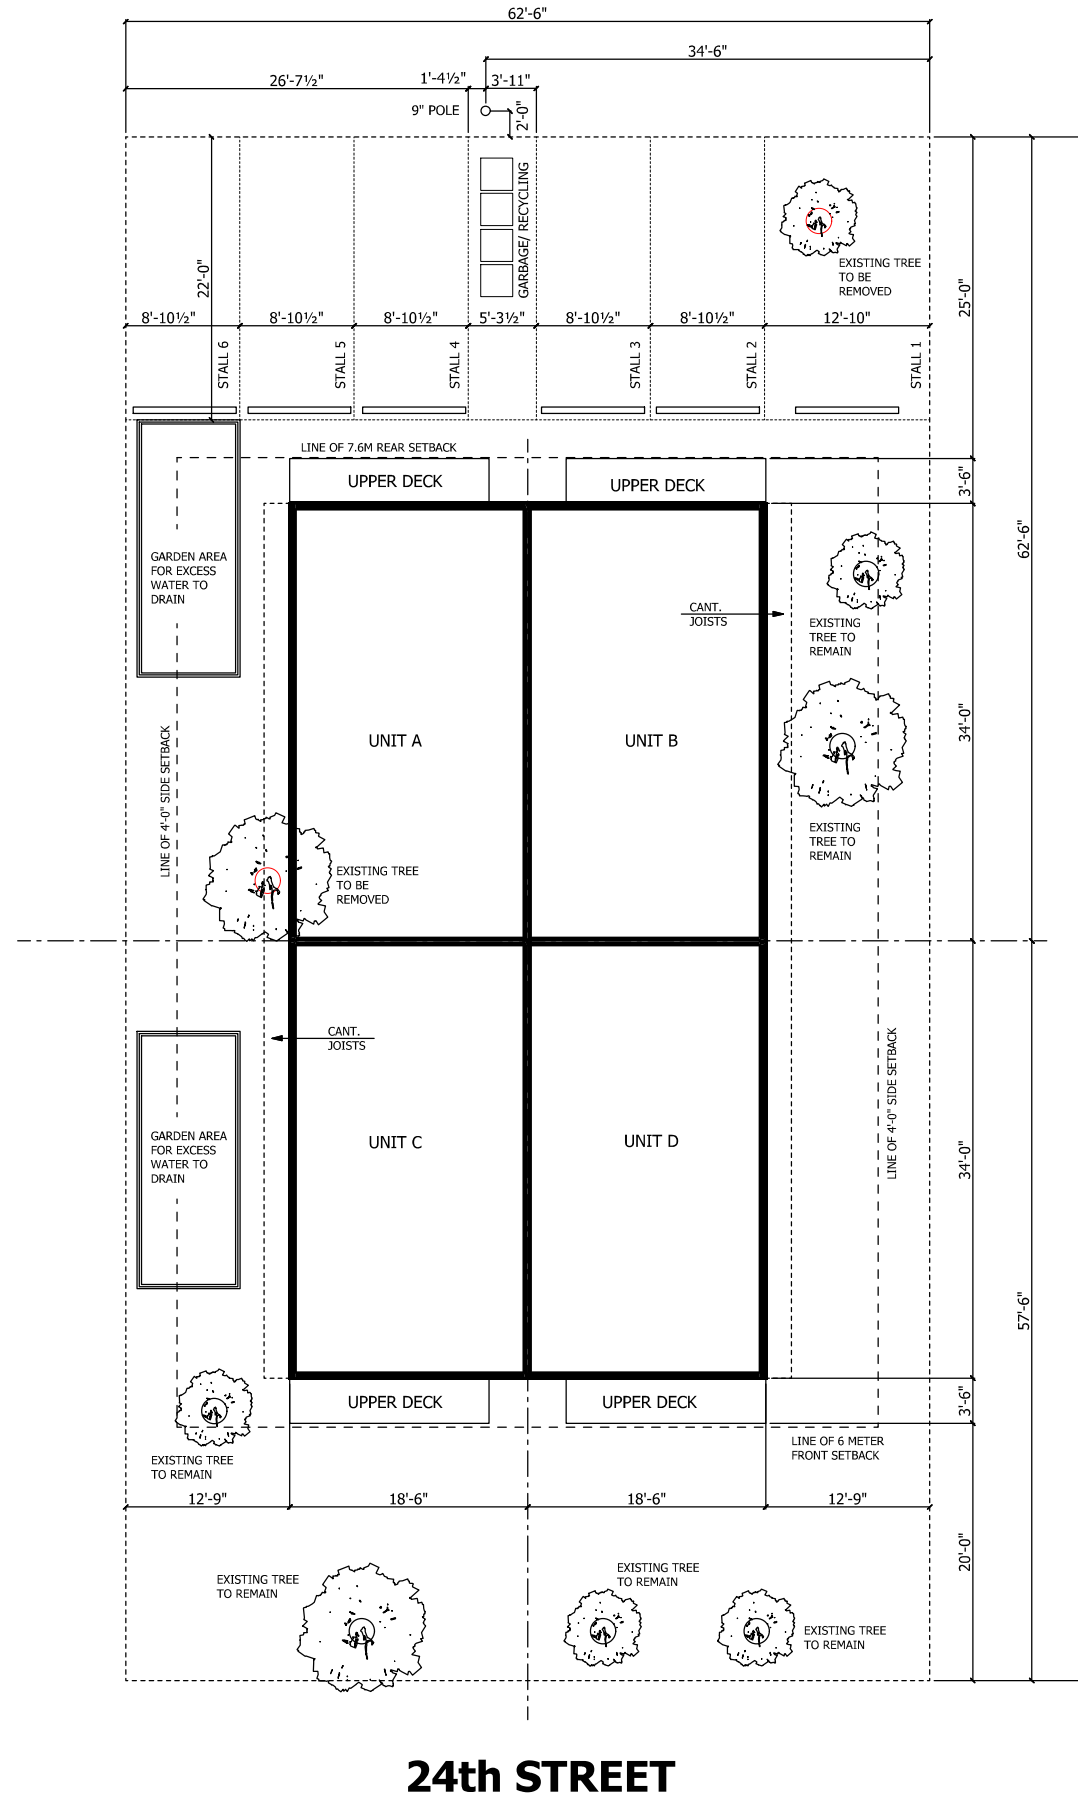 62'-6"
34'-6"
26'-7½"
1'-4½"
3'-11"
9" POLE
2'-0"
GARBAGE/ RECYCLING
22'-0"
EXISTING TREE
TO BE
REMOVED
25'-0"
8'-10½"
8'-10½"
8'-10½"
5'-3½"
8'-10½"
8'-10½"
12'-10"
STALL 6
STALL 5
STALL 4
STALL 3
STALL 2
STALL 1
LINE OF 7.6M REAR SETBACK
UPPER DECK
UPPER DECK
3'-6"
62'-6"
GARDEN AREA
FOR EXCESS
WATER TO
DRAIN
CANT.
JOISTS
EXISTING
TREE TO
REMAIN
34'-0"
UNIT A
UNIT B
LINE OF 4'-0" SIDE SETBACK
EXISTING
TREE TO
REMAIN
EXISTING TREE
TO BE
REMOVED
CANT.
JOISTS
LINE OF 4'-0" SIDE SETBACK
GARDEN AREA
FOR EXCESS
WATER TO
DRAIN
UNIT C
UNIT D
34'-0"
57'-6"
UPPER DECK
UPPER DECK
3'-6"
LINE OF 6 METER
FRONT SETBACK
EXISTING TREE
TO REMAIN
12'-9"
18'-6"
18'-6"
12'-9"
20'-0"
EXISTING TREE
TO REMAIN
EXISTING TREE
TO REMAIN
EXISTING TREE
TO REMAIN
24th STREET